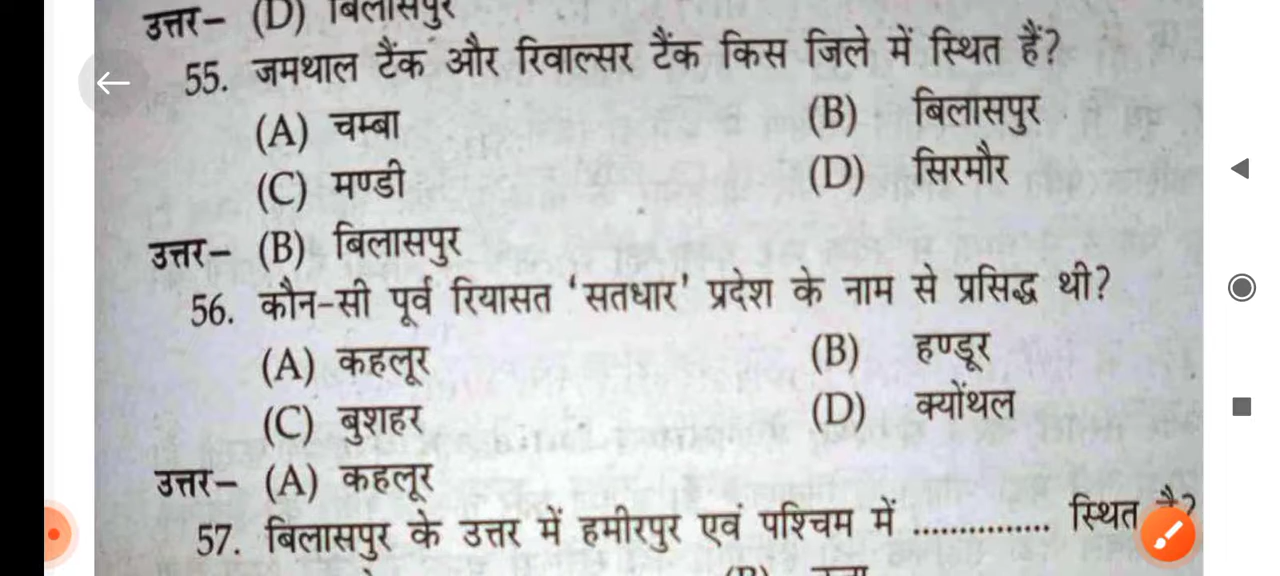 उत्तर– (D) बिलासपुर
55. जमथाल टैंक और रिवाल्सर टैंक किस जिले में स्थित हैं?
(A) चम्बा (B) बिलासपुर
(C) मण्डी (D) सिरमौर
उत्तर– (B) बिलासपुर
56. कौन-सी पूर्व रियासत 'सतधार' प्रदेश के नाम से प्रसिद्ध थी?
(A) कहलूर (B) हण्डूर
(C) बुशहर (D) क्योंथल
उत्तर– (A) कहलूर
57. बिलासपुर के उत्तर में हमीरपुर एवं पश्चिम में ............... स्थित है?